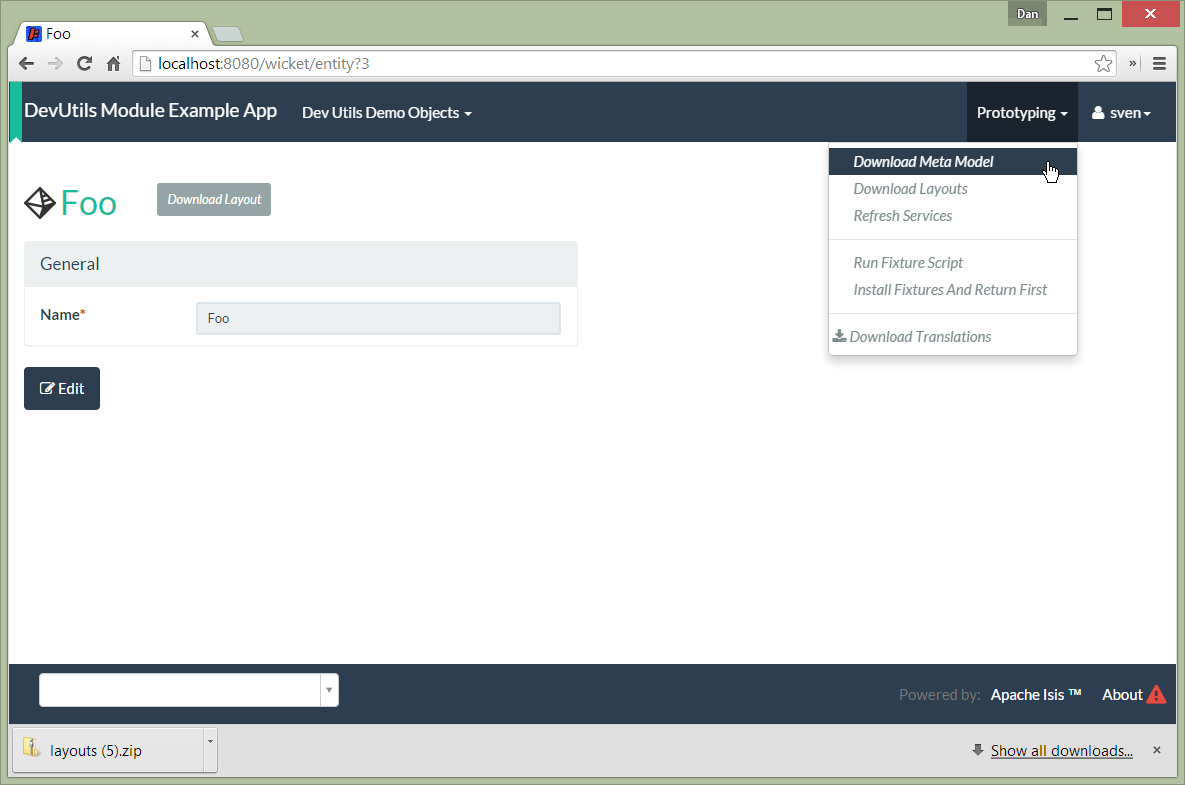 Dan
Foo
localhost:8080/wicket/entity?3
DevUtils Module Example App
Dev Utils Demo Objects
Prototyping
sven
Download Meta Model
Download Layouts
Refresh Services
Run Fixture Script
Install Fixtures And Return First
Download Translations
Foo
Download Layout
General
Name*
Foo
Edit
Powered by: Apache Isis ™
About
layouts (5).zip
Show all downloads...